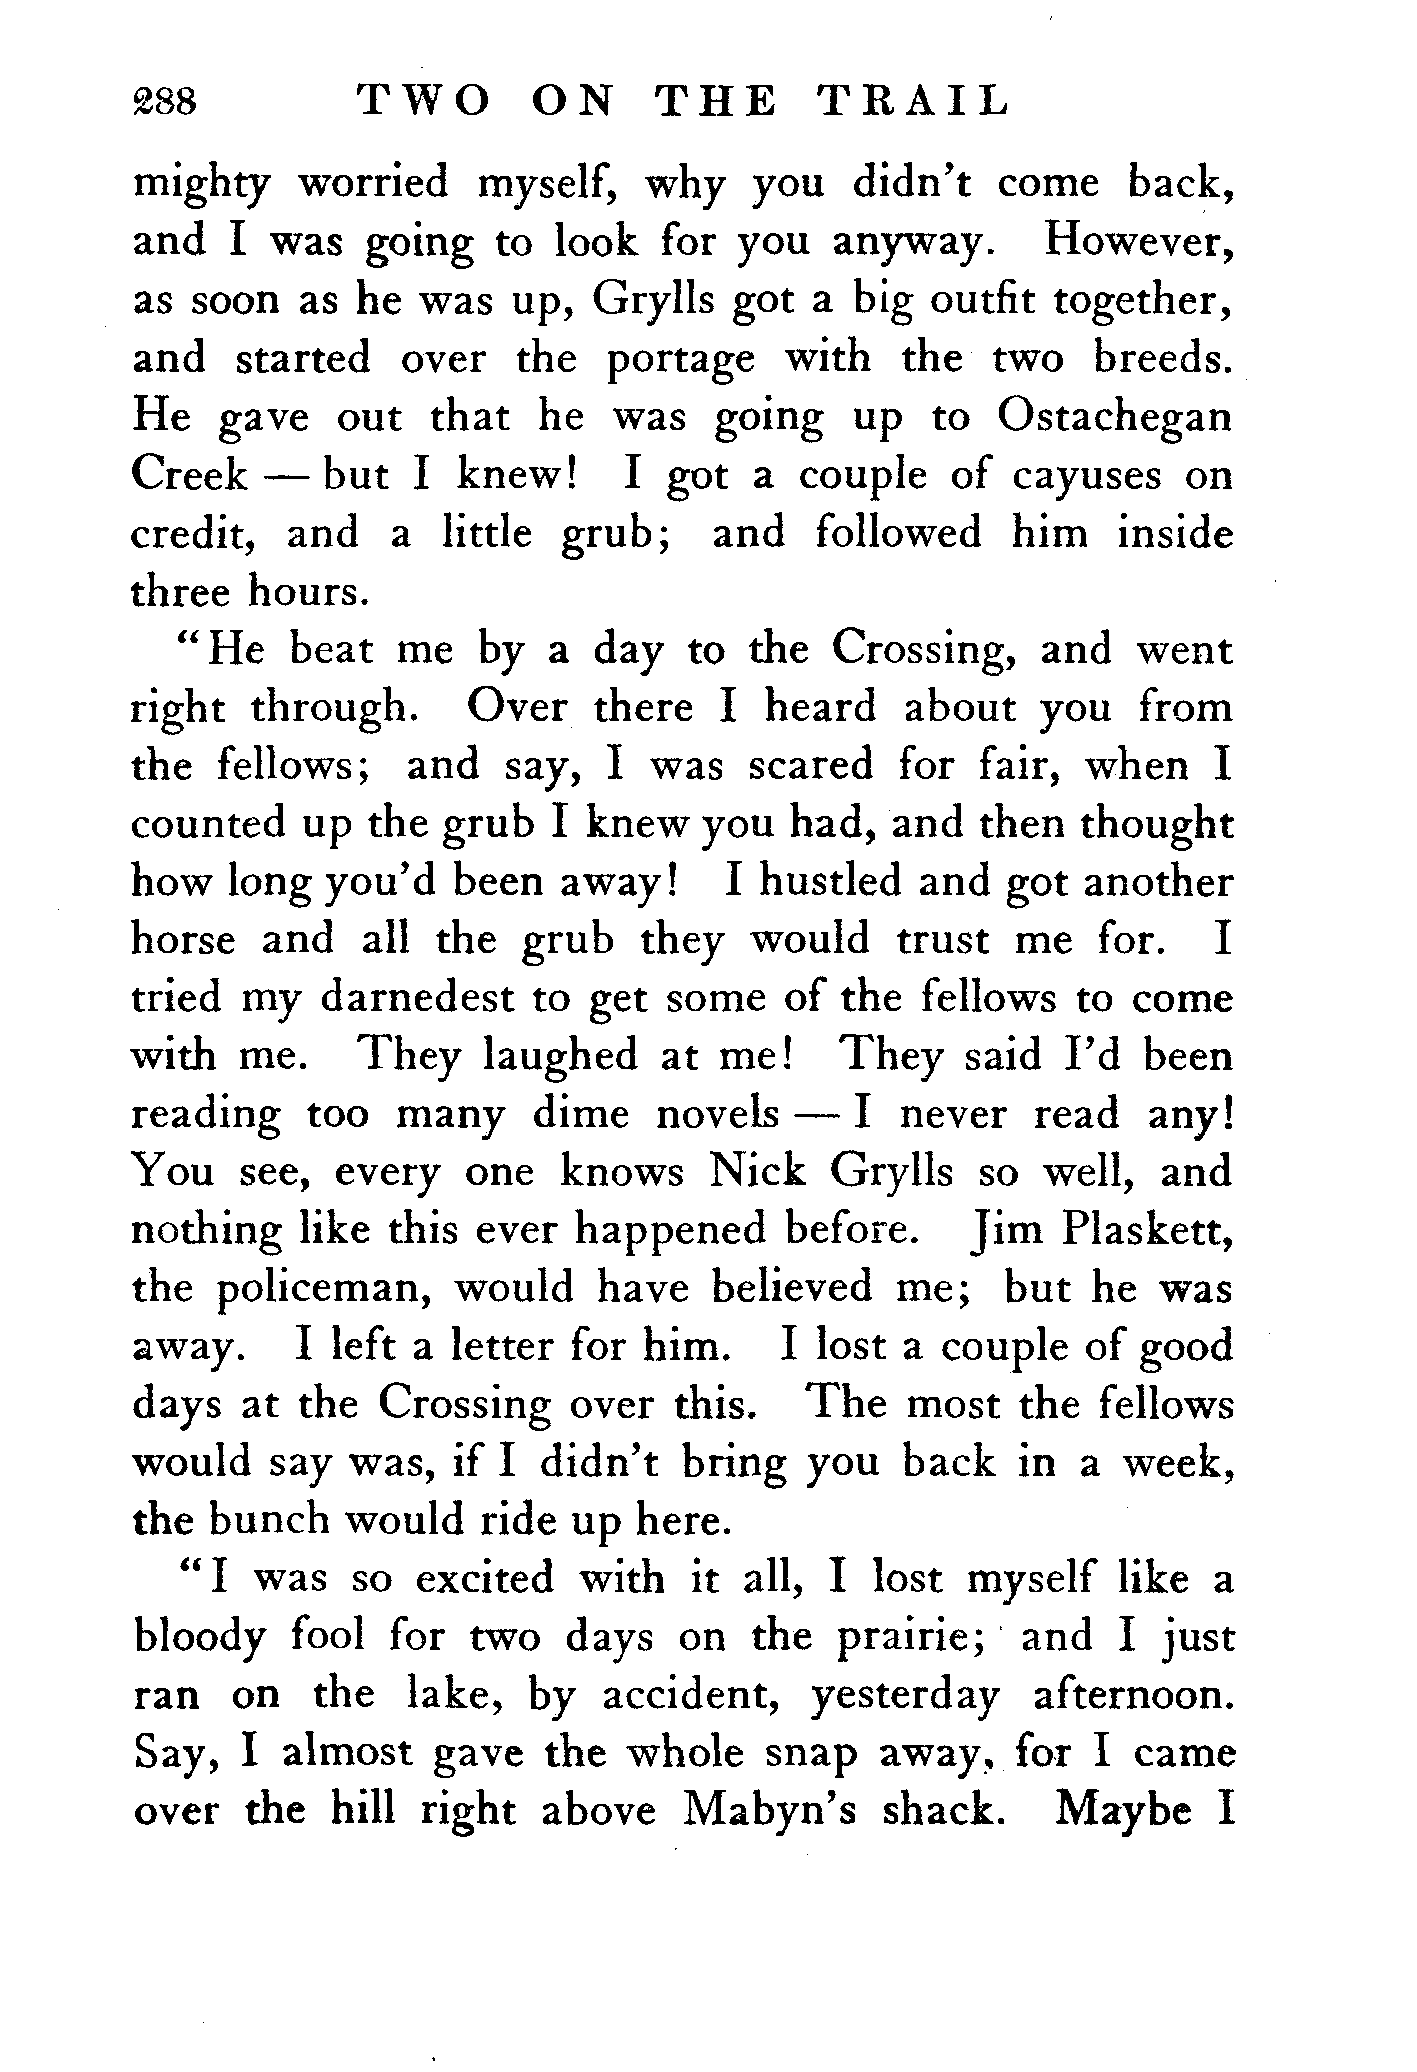 288 TWO ON THE TRAIL
mighty worried myself, why you didn't come back,
and I was going to look for you anyway. However,
as soon as he was up, Grylls got a big outfit together,
and started over the portage with the two breeds.
He gave out that he was going up to Ostachegan
Creek — but I knew! I got a couple of cayuses on
credit, and a little grub; and followed him inside
three hours.
"He beat me by a day to the Crossing, and went
right through. Over there I heard about you from
the fellows; and say, I was scared for fair, when I
counted up the grub I knew you had, and then thought
how long you'd been away! I hustled and got another
horse and all the grub they would trust me for. I
tried my darnedest to get some of the fellows to come
with me. They laughed at me! They said I'd been
reading too many dime novels — I never read any!
You see, every one knows Nick Grylls so well, and
nothing like this ever happened before. Jim Plaskett,
the policeman, would have believed me; but he was
away. I left a letter for him. I lost a couple of good
days at the Crossing over this. The most the fellows
would say was, if I didn't bring you back in a week,
the bunch would ride up here.
"I was so excited with it all, I lost myself like a
bloody fool for two days on the prairie; and I just
ran on the lake, by accident, yesterday afternoon.
Say, I almost gave the whole snap away, for I came
over the hill right above Mabyn's shack. Maybe I